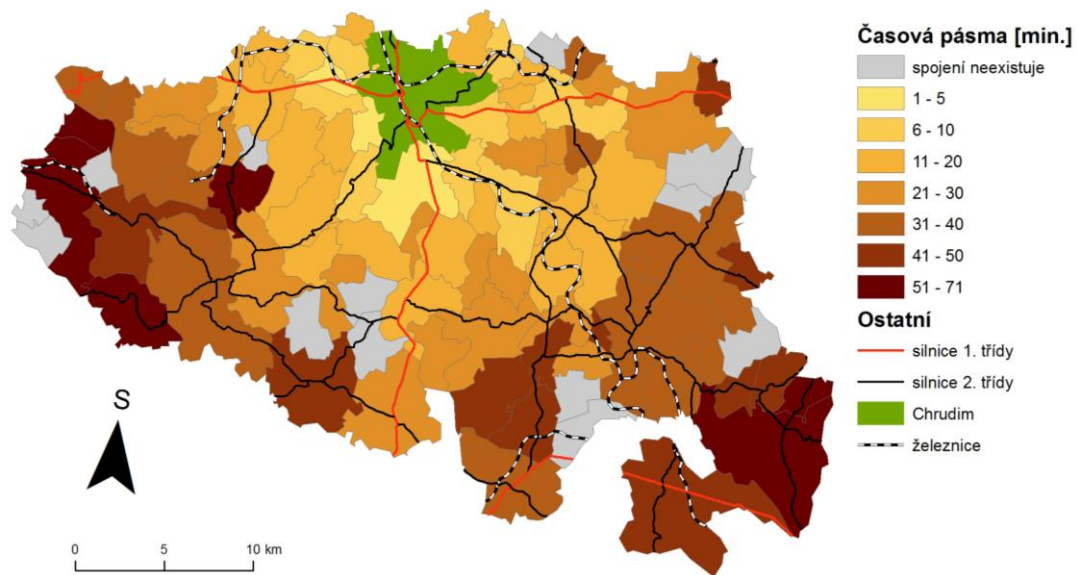 Časová pásma [min.]
spojení neexistuje
1 - 5
6 - 10
11 - 20
21 - 30
31 - 40
41 - 50
51 - 71
Ostatní
silnice 1. třídy
silnice 2. třídy
Chrudim
železnice
S
0 5 10 km